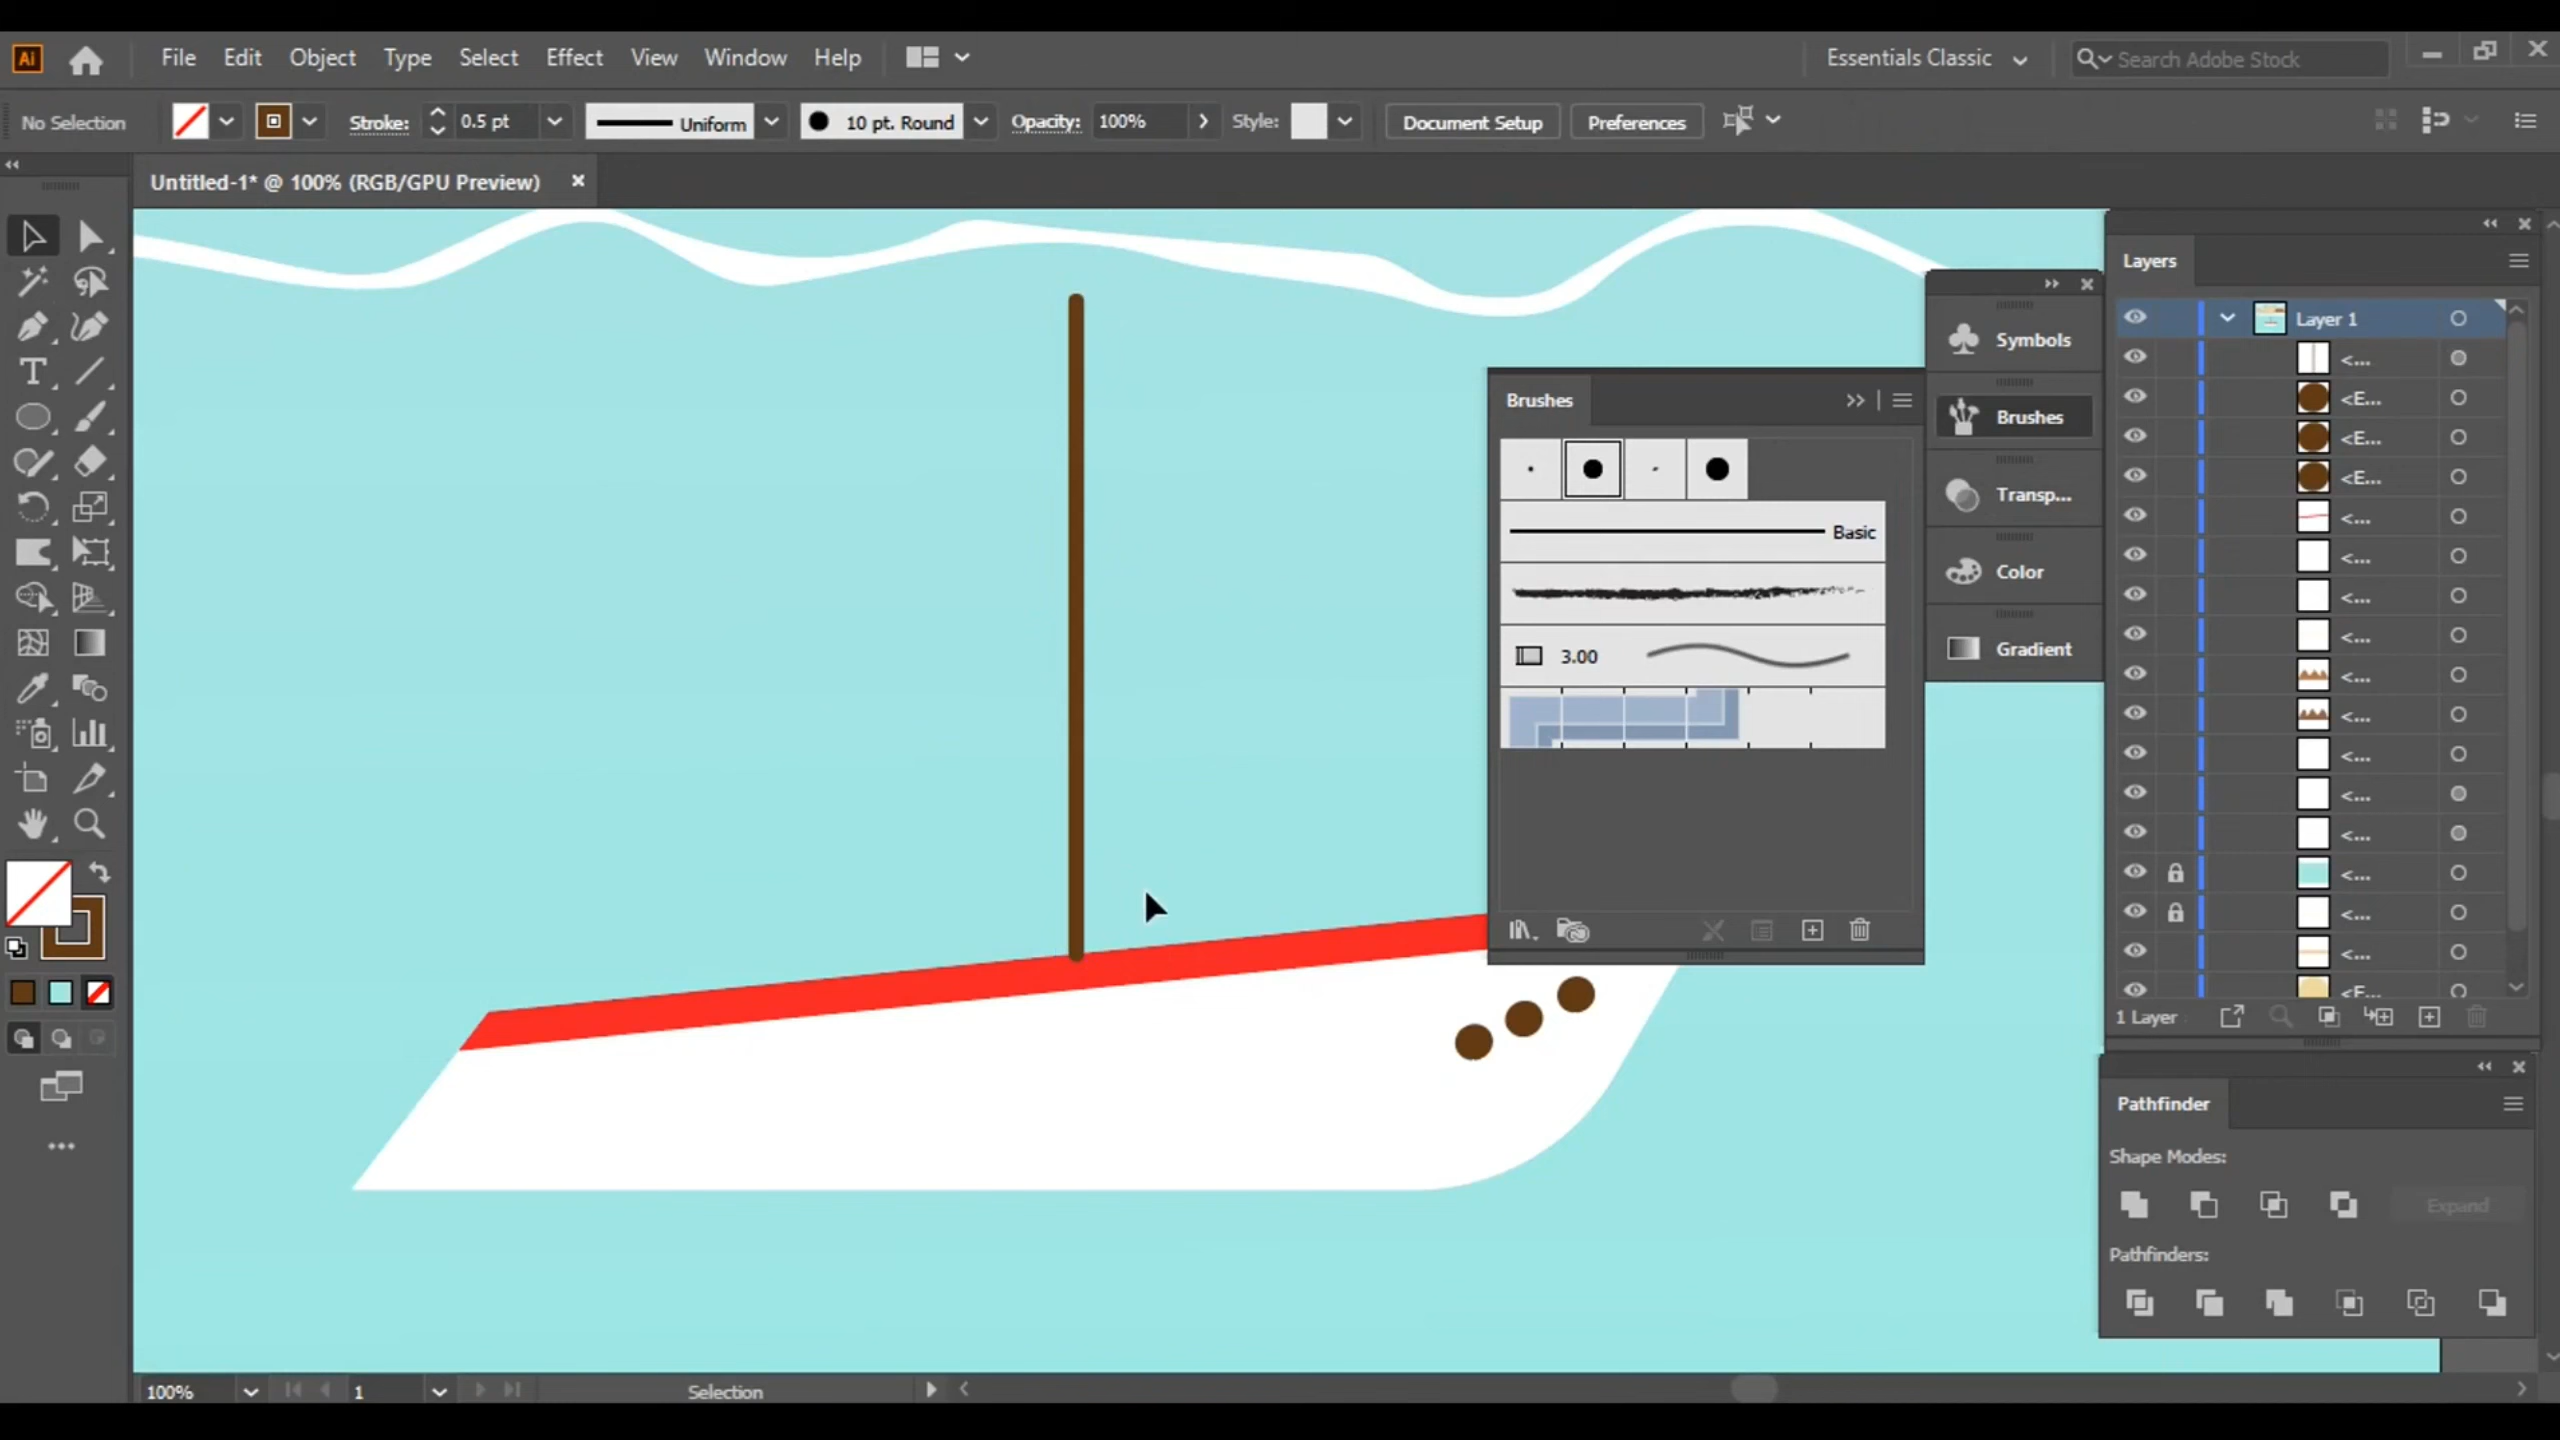 Ai File Edit Object Type Select Effect View Window Help Essentials Classic Search Adobe Stock
No Selection Stroke: 0.5 pt Uniform 10 pt. Round Opacity: 100% Style: Document Setup Preferences
Untitled-1* @ 100% (RGB/GPU Preview)
Layers
Layer 1
Symbols
<...
Brushes
<E...
Brushes
<E...
Transp...
<E...
<...
Basic
<...
Color
<...
<...
3.00
Gradient
<...
<...
<...
<...
<...
<...
<...
<...
<E...
1 Layer
Pathfinder
Shape Modes:
Expand
Pathfinders:
100% 1 Selection